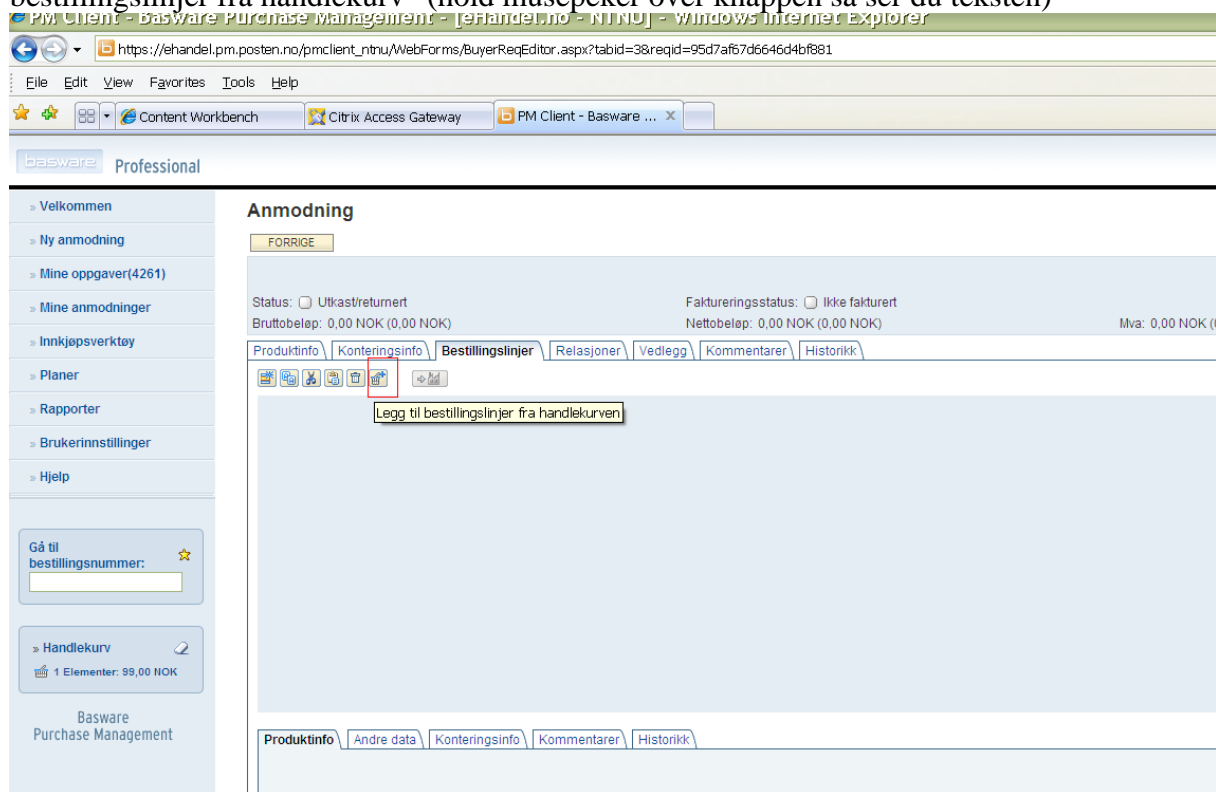 bestillingslinjer fra handlekurv" (hold musepeker over knappen så ser du teksten)
PM Client - Basware Purchase Management - [eHandel.no - NTNU] - Windows Internet Explorer
https://ehandel.pm.posten.no/pmclient_ntnu/WebForms/BuyerReqEditor.aspx?tabid=3&reqid=95d7af67d6646d4bf881
File Edit View Favorites Tools Help
Content Workbench Citrix Access Gateway PM Client - Basware ... X
basware Professional
» Velkommen
» Ny anmodning
» Mine oppgaver(4261)
» Mine anmodninger
» Innkjøpsverktøy
» Planer
» Rapporter
» Brukerinnstillinger
» Hjelp
Gå til
bestillingsnummer:
» Handlekurv
1 Elementer: 99,00 NOK
Basware
Purchase Management
Anmodning
FORRIGE
Status: Utkast/returnert Faktureringsstatus: Ikke fakturert
Bruttobeløp: 0,00 NOK (0,00 NOK) Nettobeløp: 0,00 NOK (0,00 NOK) Mva: 0,00 NOK
Produktinfo Konteringsinfo Bestillingslinjer Relasjoner Vedlegg Kommentarer Historikk
Legg til bestillingslinjer fra handlekurven
Produktinfo Andre data Konteringsinfo Kommentarer Historikk